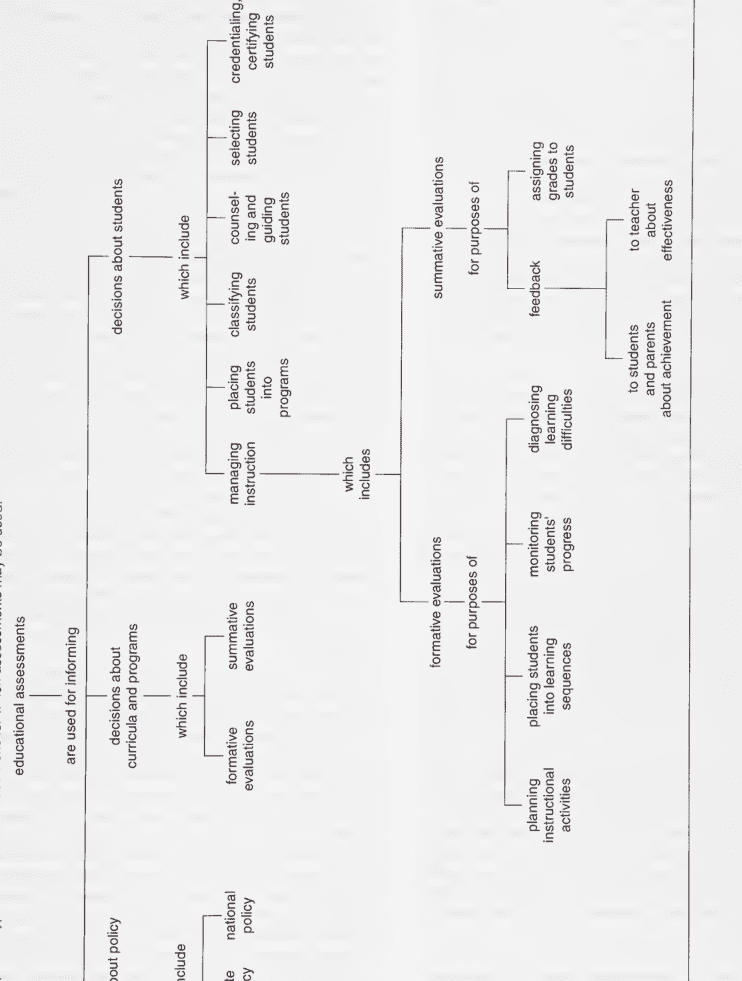 educational assessments
are used for informing
decisions about
curricula and programs
decisions about students
policy
which include
which include
national
policy
formative
evaluations
summative
evaluations
managing
instruction
placing
students
into
programs
classifying
students
counsel-
ing and
guiding
students
selecting
students
credentialing,
certifying
students
which
includes
formative evaluations
for purposes of
summative evaluations
for purposes of
planning
instructional
activities
placing students
into learning
sequences
monitoring
students'
progress
diagnosing
learning
difficulties
feedback
assigning
grades to
students
to students
and parents
about achievement
to teacher
about
effectiveness